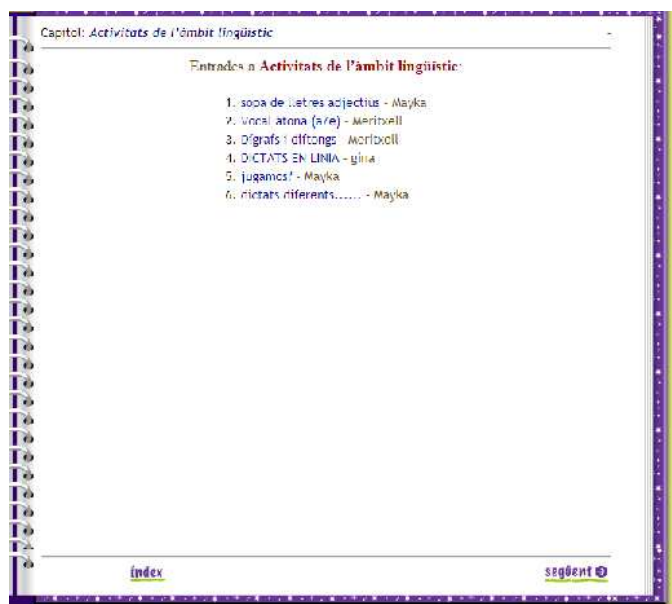 Capítol: Activitats de l'àmbit lingüístic -
Entrades a Activitats de l'àmbit lingüístic:
1. sopa de lletres adjectius - Mayka
2. Vocal àtona (a/e) - Meritxell
3. Dígrafs i diftongs - Meritxell
4. DICTATS EN LINIA - gina
5. jugamos? - Mayka
6. dictats diferents...... - Mayka
índex
següent